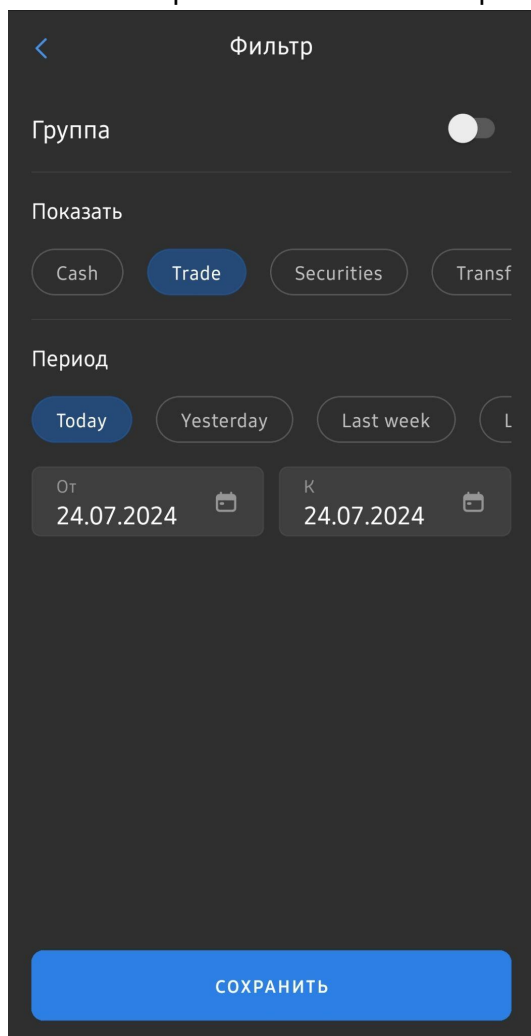 Фильтр
Группа
Показать
Cash Trade Securities Transf
Период
Today Yesterday Last week L
От К
24.07.2024 24.07.2024
СОХРАНИТЬ